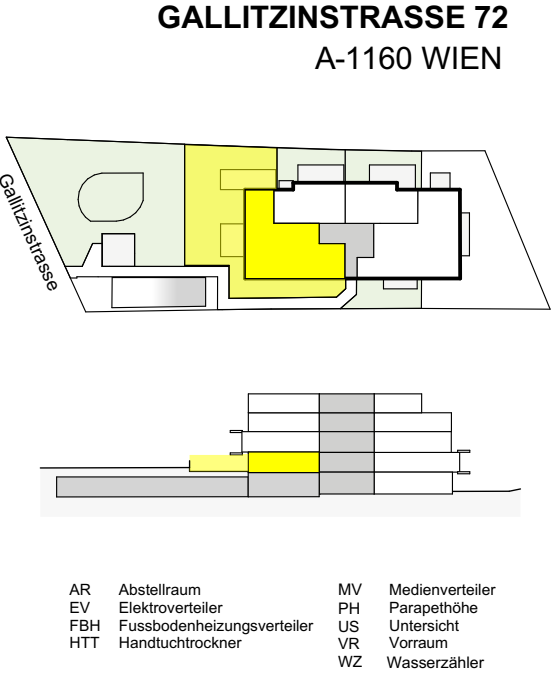 GALLITZINSTRASSE 72
A-1160 WIEN
Gallitzinstrasse
AR Abstellraum
EV Elektroverteiler
FBH Fussbodenheizungsverteiler
HTT Handtuchtrockner
MV Medienverteiler
PH Parapethöhe
US Untersicht
VR Vorraum
WZ Wasserzähler